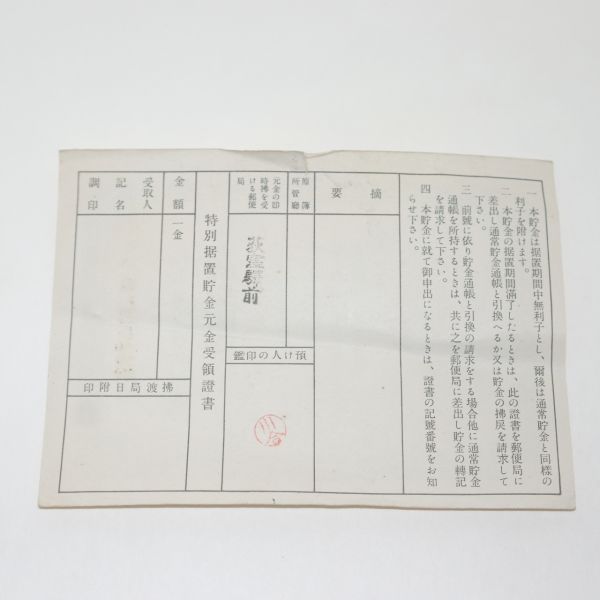 一 本貯金は据置期間中無利子とし、爾後は通常貯金と同様の
利子を附けます。
二 本貯金の据置期間滿了したるときは、此の證書を郵便局に
差出し通常貯金通帳と引換へるか又は貯金の拂戻を請求して
下さい。
三 前號に依り貯金通帳と引換の請求をする場合他に通常貯金
通帳を所持するときは、共に之を郵便局に差出し貯金の轉記
を請求して下さい。
四 本貯金に就て御申出になるときは、證書の記號番號をお知
らせ下さい。
摘要
原簿
所管廳
預け人の印鑑
元金の卽
時拂を受
ける郵便
局
荻窪驛前
特別据置貯金元金受領證書
金額
一金
受取人
記名
調印
拂渡局日附印